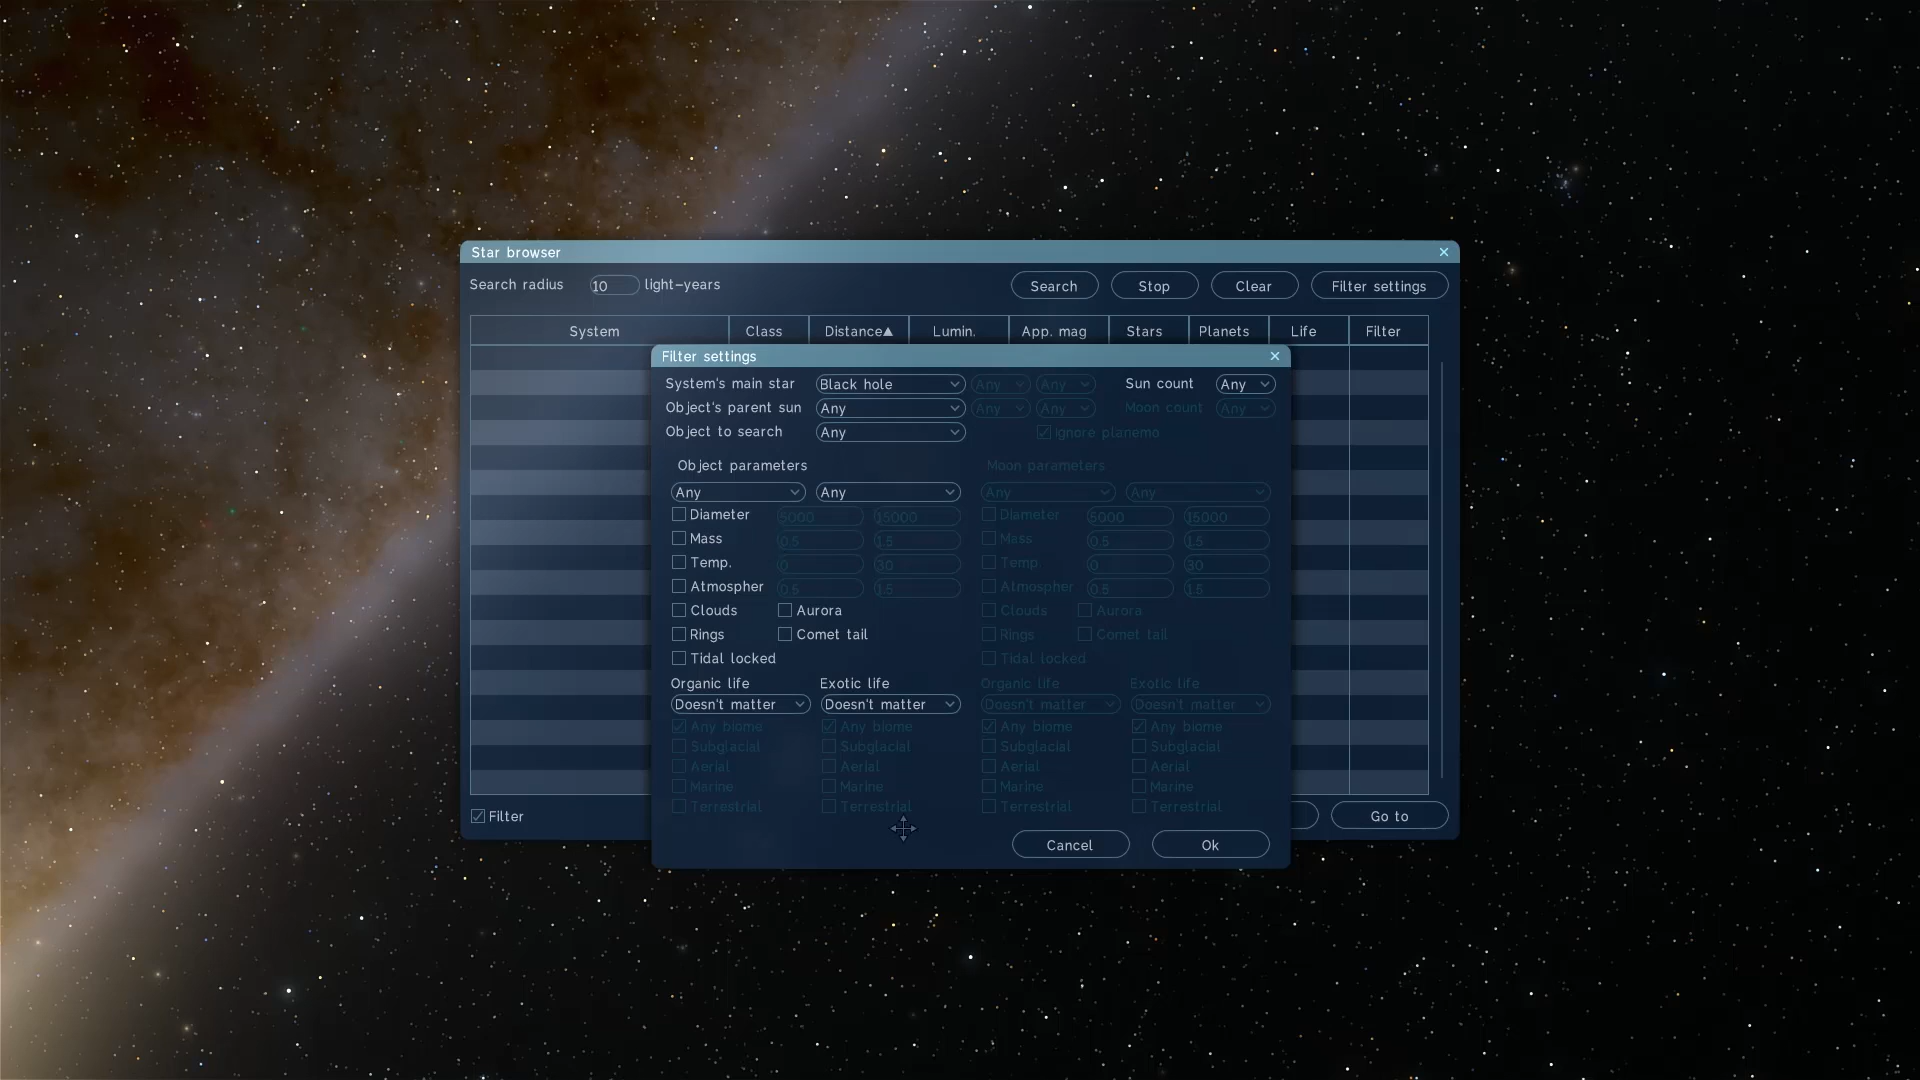 Star browser
Search radius 10 light-years Search Stop Clear Filter settings
System Class Distance▲ Lumin. App. mag Stars Planets Life Filter
Filter settings
System's main star Black hole Any Any Sun count Any
Object's parent sun Any Any Any Moon count Any
Object to search Any Ignore planemo
Object parameters Moon parameters
Any Any Any Any
Diameter 5000 15000 Diameter 5000 15000
Mass 0.5 1.5 Mass 0.5 1.5
Temp. 0 30 Temp. 0 30
Atmospher 0.5 1.5 Atmospher 0.5 1.5
Clouds Aurora Clouds Aurora
Rings Comet tail Rings Comet tail
Tidal locked Tidal locked
Organic life Exotic life Organic life Exotic life
Doesn't matter Doesn't matter Doesn't matter Doesn't matter
Any biome Any biome Any biome Any biome
Subglacial Subglacial Subglacial Subglacial
Aerial Aerial Aerial Aerial
Marine Marine Marine Marine
Terrestrial Terrestrial Terrestrial Terrestrial
Filter Go to
Cancel Ok